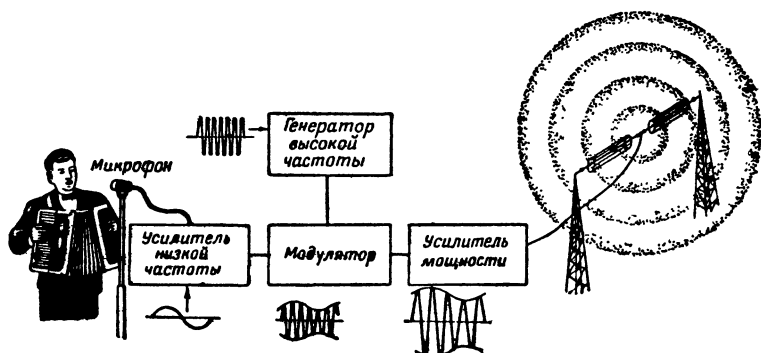 Генератор
высокой
частоты
Микрофон
Усилитель
низкой
частоты
Модулятор
Усилитель
мощности